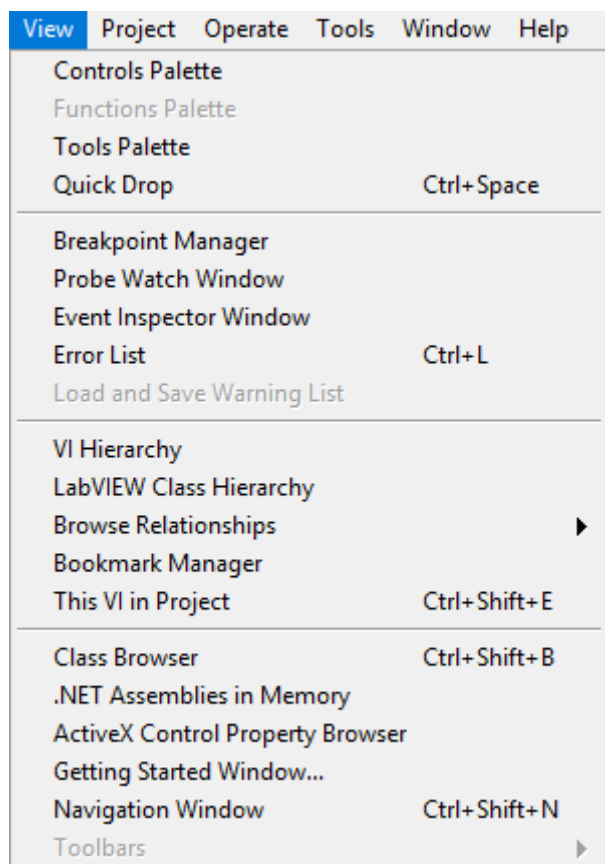 View Project Operate Tools Window Help
Controls Palette
Functions Palette
Tools Palette
Quick Drop Ctrl+Space
Breakpoint Manager
Probe Watch Window
Event Inspector Window
Error List Ctrl+L
Load and Save Warning List
VI Hierarchy
LabVIEW Class Hierarchy
Browse Relationships
Bookmark Manager
This VI in Project Ctrl+Shift+E
Class Browser Ctrl+Shift+B
.NET Assemblies in Memory
ActiveX Control Property Browser
Getting Started Window...
Navigation Window Ctrl+Shift+N
Toolbars